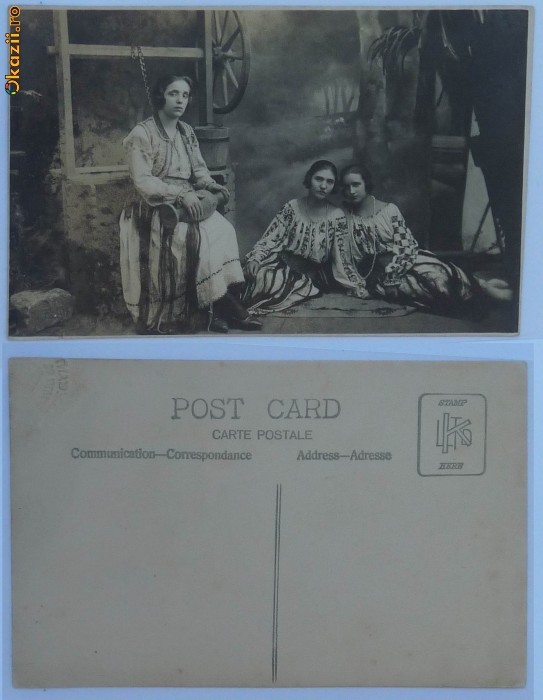 Okazii.ro
POST CARD
CARTE POSTALE
Communication—Correspondance
Address—Adresse
STAMP
HERE